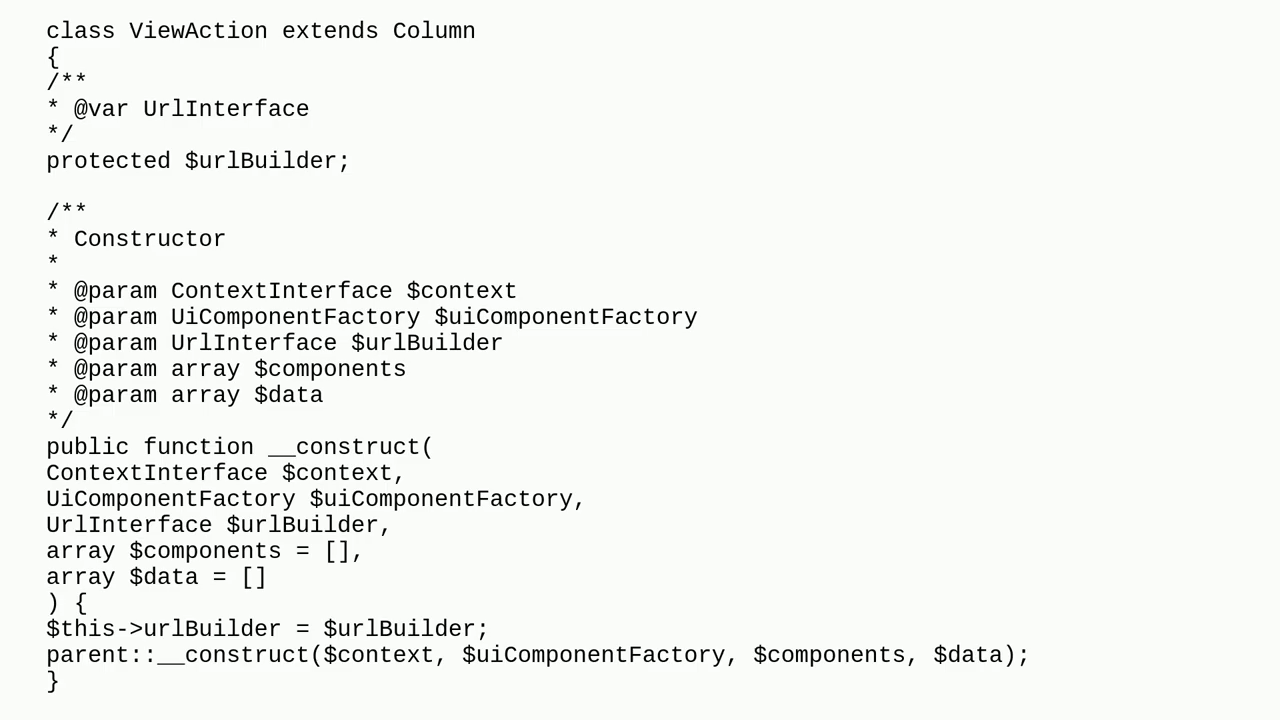 class ViewAction extends Column
{
/**
* @var UrlInterface
*/
protected $urlBuilder;

/**
* Constructor
*
* @param ContextInterface $context
* @param UiComponentFactory $uiComponentFactory
* @param UrlInterface $urlBuilder
* @param array $components
* @param array $data
*/
public function __construct(
ContextInterface $context,
UiComponentFactory $uiComponentFactory,
UrlInterface $urlBuilder,
array $components = [],
array $data = []
) {
$this->urlBuilder = $urlBuilder;
parent::__construct($context, $uiComponentFactory, $components, $data);
}